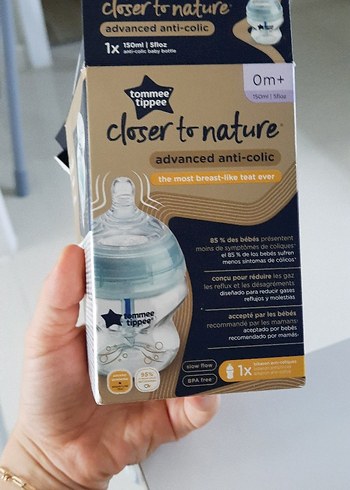 closer to nature
advanced anti-colic
1x 150ml | 5floz
anti-colic baby bottle
0m+
150ml | 5floz
tommee
tippee
closer to nature™
advanced anti-colic
the most breast-like teat ever
85 % des bébés présentent
moins de symptômes de coliques
el 85 % de los bebés sufren
menos síntomas de cólicos
conçu pour réduire les gaz
les reflux et les désagréments
diseñado para reducir gases
reflujos y molestias
accepté par les bébés
recommandé par les mamans
aceptado por bebés
recomendado por mamás
tommee
tippee
slow flow
BPA free
1x